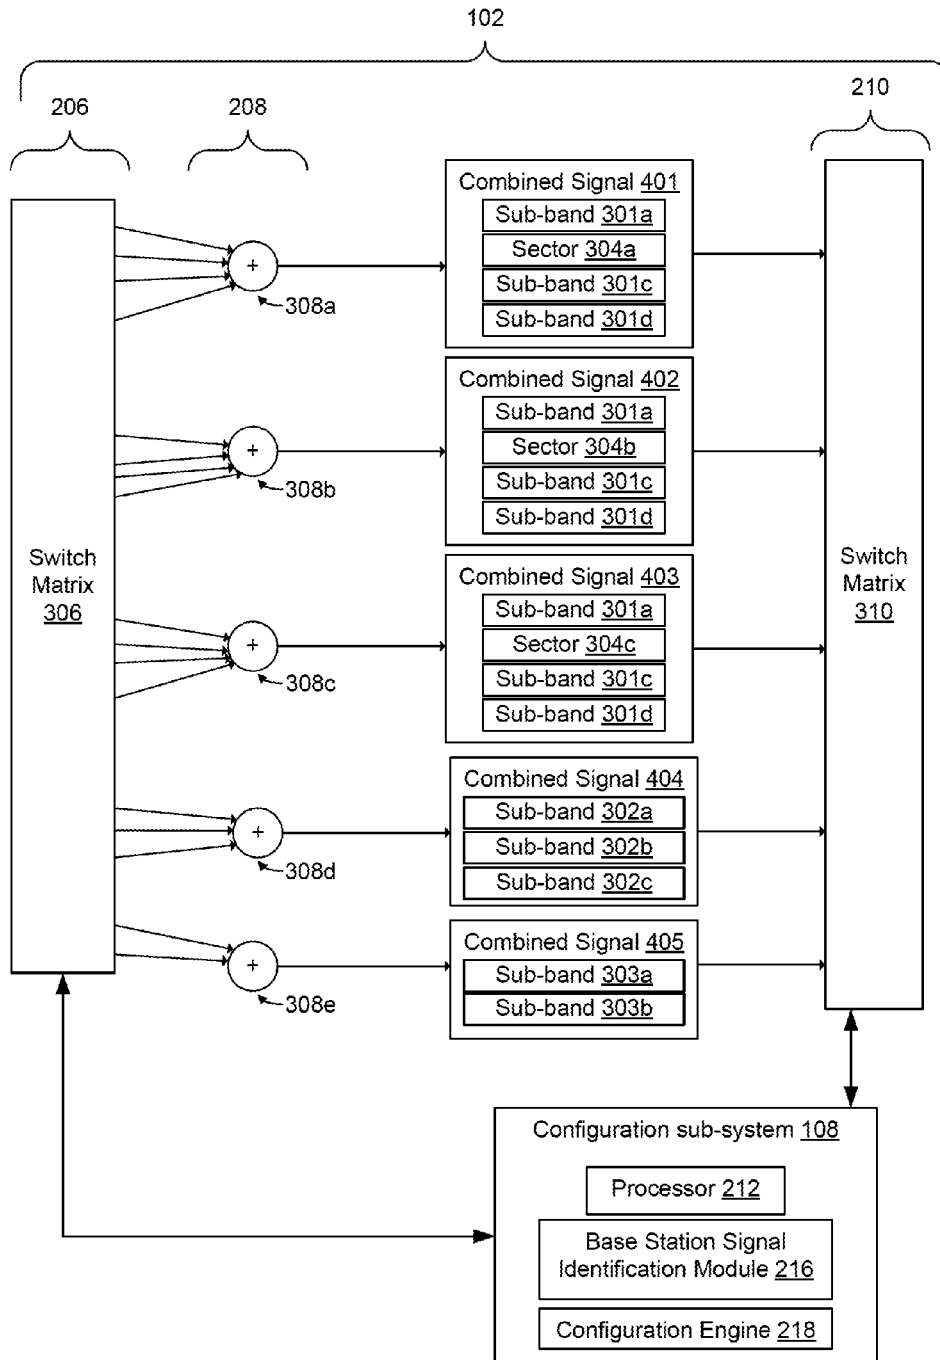 102
206
208
210
Combined Signal 401
Sub-band 301a
Sector 304a
Sub-band 301c
Sub-band 301d
+
308a
Combined Signal 402
Sub-band 301a
Sector 304b
Sub-band 301c
Sub-band 301d
+
308b
Switch
Matrix
306
Combined Signal 403
Sub-band 301a
Sector 304c
Sub-band 301c
Sub-band 301d
+
308c
Switch
Matrix
310
Combined Signal 404
Sub-band 302a
Sub-band 302b
Sub-band 302c
+
308d
Combined Signal 405
Sub-band 303a
Sub-band 303b
+
308e
Configuration sub-system 108
Processor 212
Base Station Signal
Identification Module 216
Configuration Engine 218